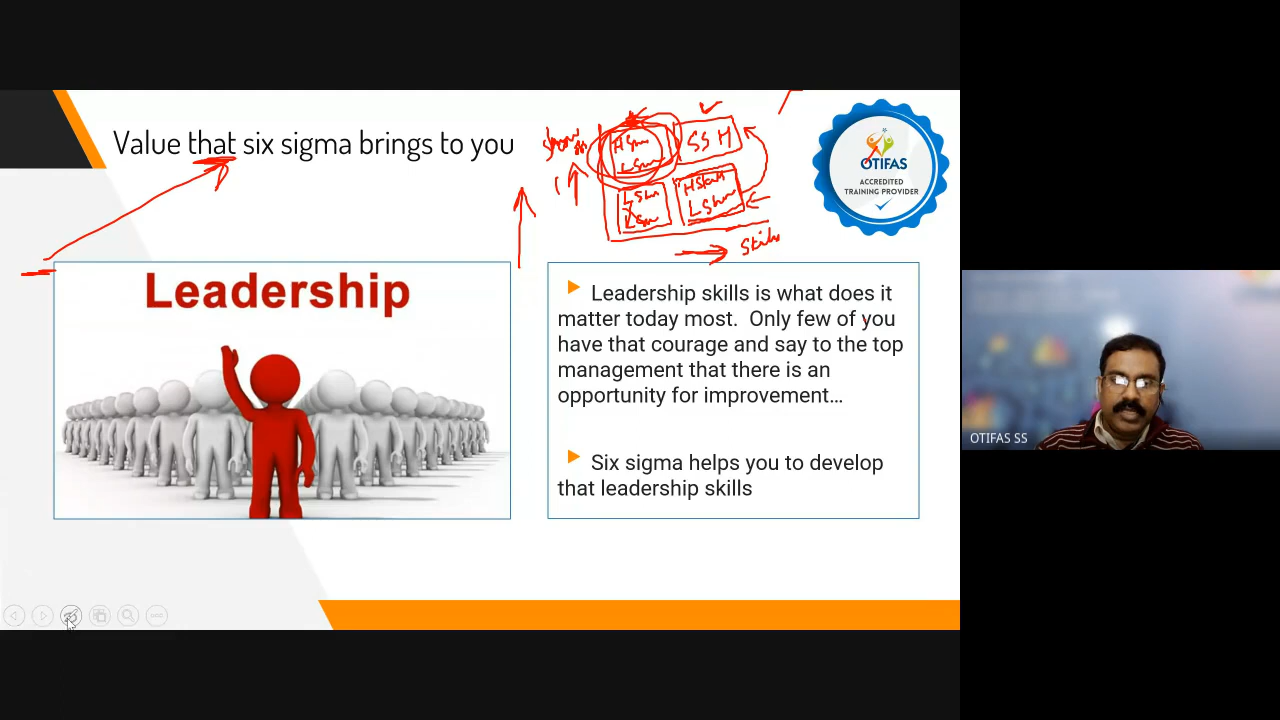 Value that six sigma brings to you
SS H
Skills
OTIFAS
ACCREDITED
TRAINING PROVIDER
Leadership
Leadership skills is what does it
matter today most.  Only few of you
have that courage and say to the top
management that there is an
opportunity for improvement...
Six sigma helps you to develop
that leadership skills
OTIFAS SS